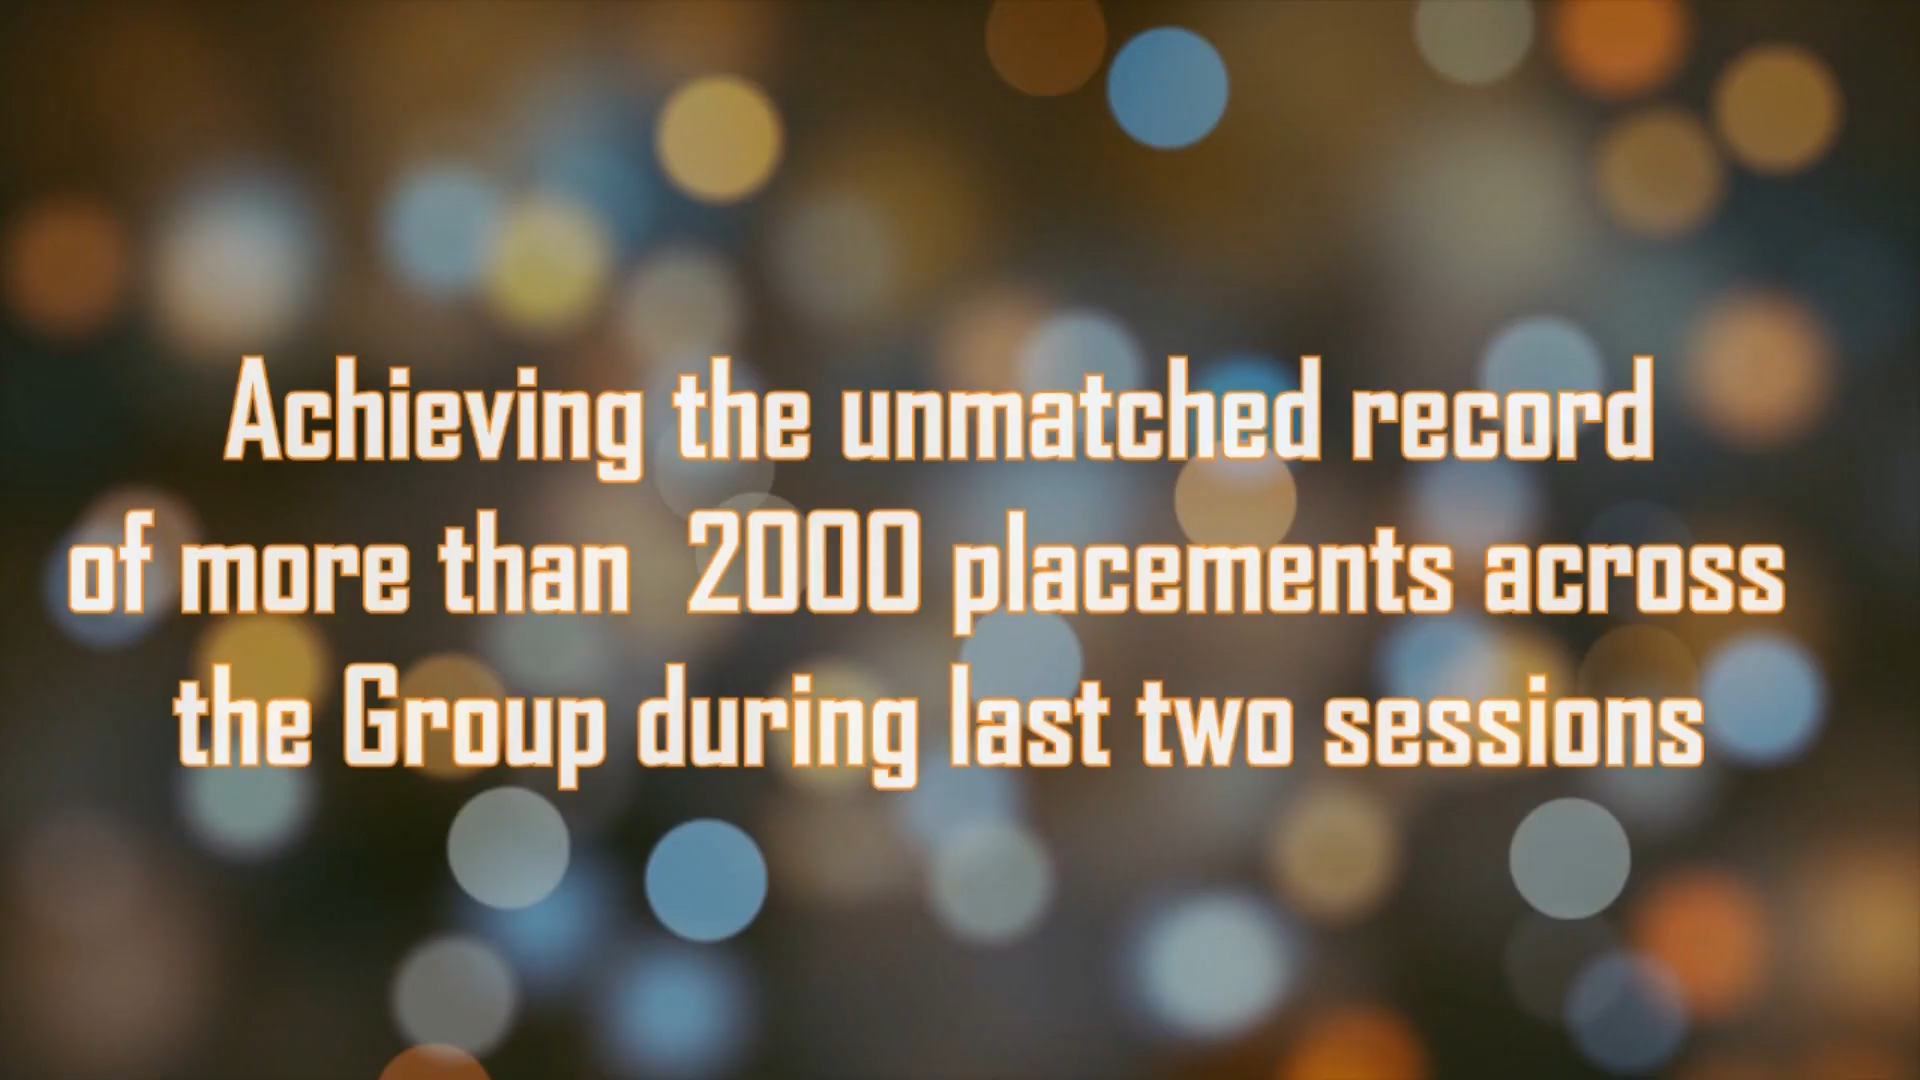 Achieving the unmatched record
of more than  2000 placements across
the Group during last two sessions